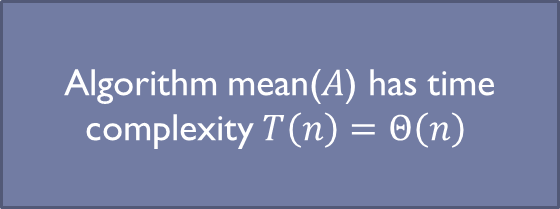 Algorithm mean(A) has time
complexity T(n) = Θ(n)